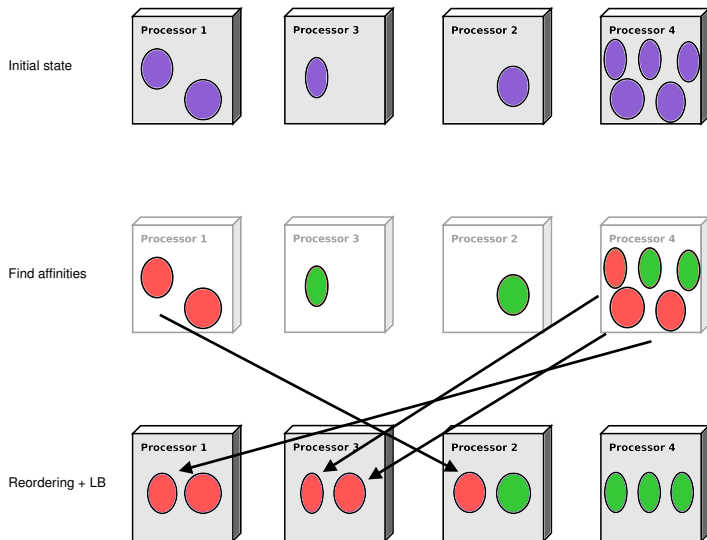 Processor 1
Processor 3
Processor 2
Processor 4
Initial state
Processor 1
Processor 3
Processor 2
Processor 4
Find affinities
Processor 1
Processor 3
Processor 2
Processor 4
Reordering + LB